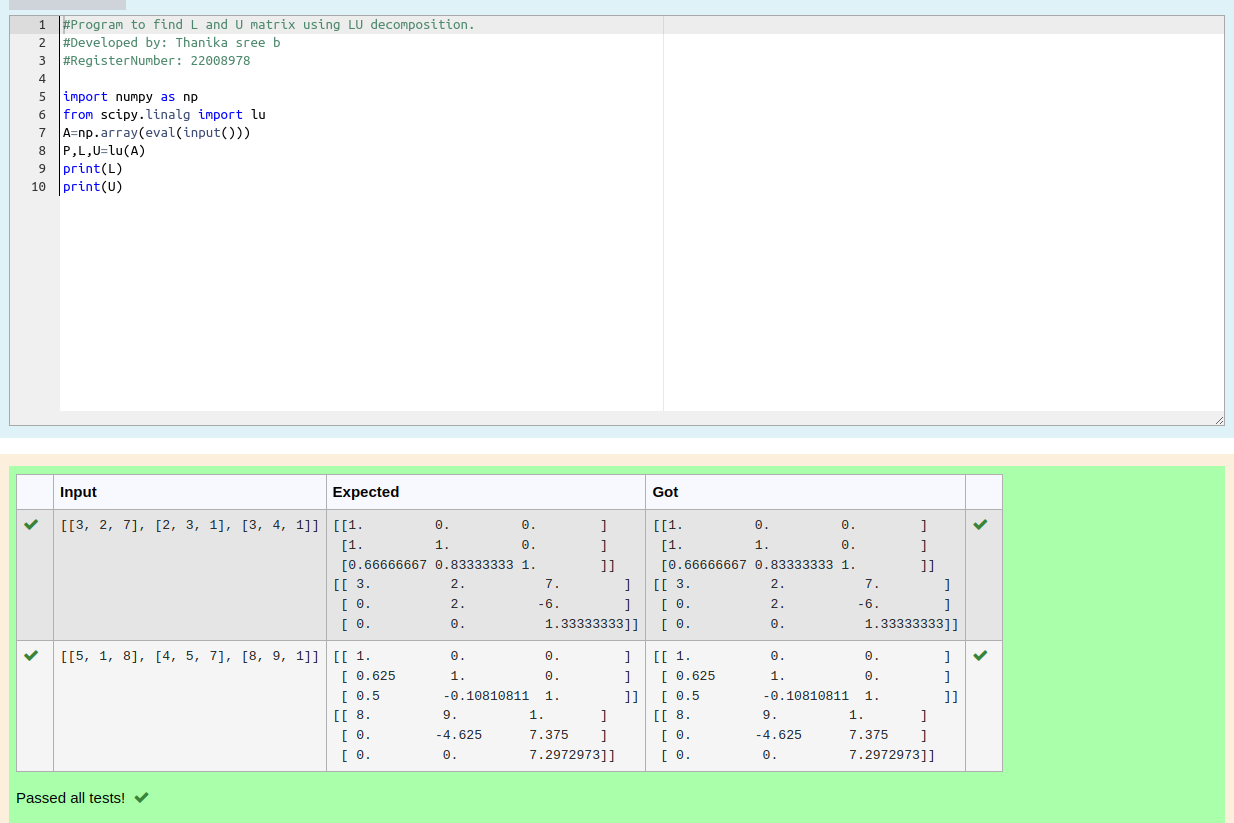 1 #Program to find L and U matrix using LU decomposition.
2 #Developed by: Thanika sree b
3 #RegisterNumber: 22008978
4
5 import numpy as np
6 from scipy.linalg import lu
7 A=np.array(eval(input()))
8 P,L,U=lu(A)
9 print(L)
10 print(U)
Input Expected Got
[[3, 2, 7], [2, 3, 1], [3, 4, 1]] [[1. 0. 0. ] [[1. 0. 0. ]
[1. 1. 0. ] [1. 1. 0. ]
[0.66666667 0.83333333 1. ]] [0.66666667 0.83333333 1. ]]
[[ 3. 2. 7. ] [[ 3. 2. 7. ]
[ 0. 2. -6. ] [ 0. 2. -6. ]
[ 0. 0. 1.33333333]] [ 0. 0. 1.33333333]]
[[5, 1, 8], [4, 5, 7], [8, 9, 1]] [[ 1. 0. 0. ] [[ 1. 0. 0. ]
[ 0.625 1. 0. ] [ 0.625 1. 0. ]
[ 0.5 -0.10810811 1. ]] [ 0.5 -0.10810811 1. ]]
[[ 8. 9. 1. ] [[ 8. 9. 1. ]
[ 0. -4.625 7.375 ] [ 0. -4.625 7.375 ]
[ 0. 0. 7.2972973]] [ 0. 0. 7.2972973]]
Passed all tests!